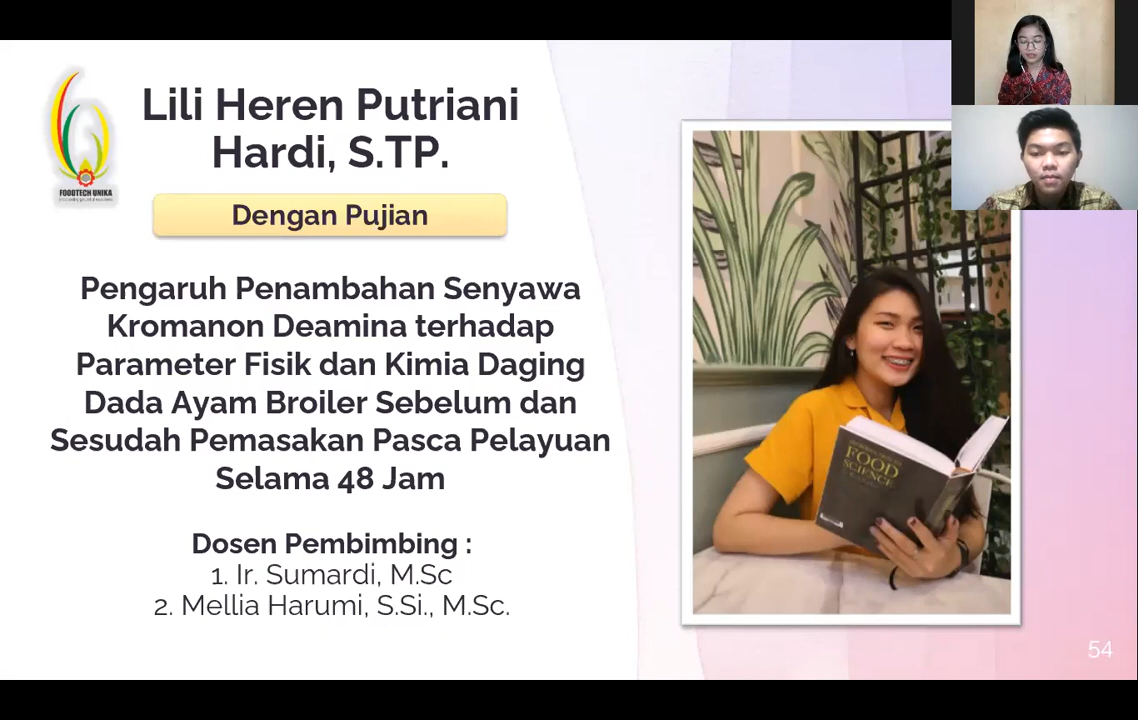 Lili Heren Putriani
Hardi, S.TP.
FOODTECH UNIKA
Dengan Pujian
Pengaruh Penambahan Senyawa
Kromanon Deamina terhadap
Parameter Fisik dan Kimia Daging
Dada Ayam Broiler Sebelum dan
Sesudah Pemasakan Pasca Pelayuan
Selama 48 Jam
Dosen Pembimbing :
1. Ir. Sumardi, M.Sc
2. Mellia Harumi, S.Si., M.Sc.
FOOD
SCIENCE
54